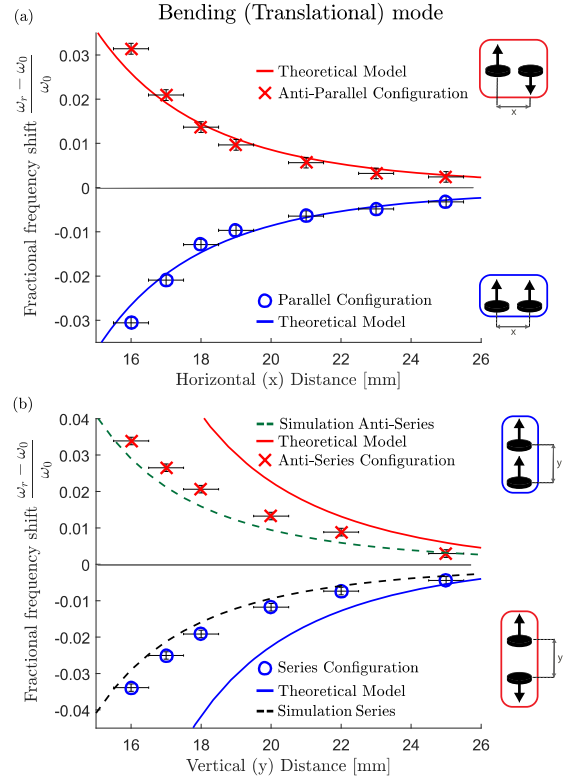 Bending (Translational) mode
(a)
Fractional frequency shift (ω_r − ω_0)/ω_0
0.03
0.02
0.01
0
-0.01
-0.02
-0.03
Theoretical Model
Anti-Parallel Configuration
x
Parallel Configuration
Theoretical Model
x
16 18 20 22 24 26
Horizontal (x) Distance [mm]
(b)
Fractional frequency shift (ω_r − ω_0)/ω_0
0.04
0.03
0.02
0.01
0
-0.01
-0.02
-0.03
-0.04
Simulation Anti-Series
Theoretical Model
Anti-Series Configuration
y
Series Configuration
Theoretical Model
Simulation Series
y
16 18 20 22 24 26
Vertical (y) Distance [mm]